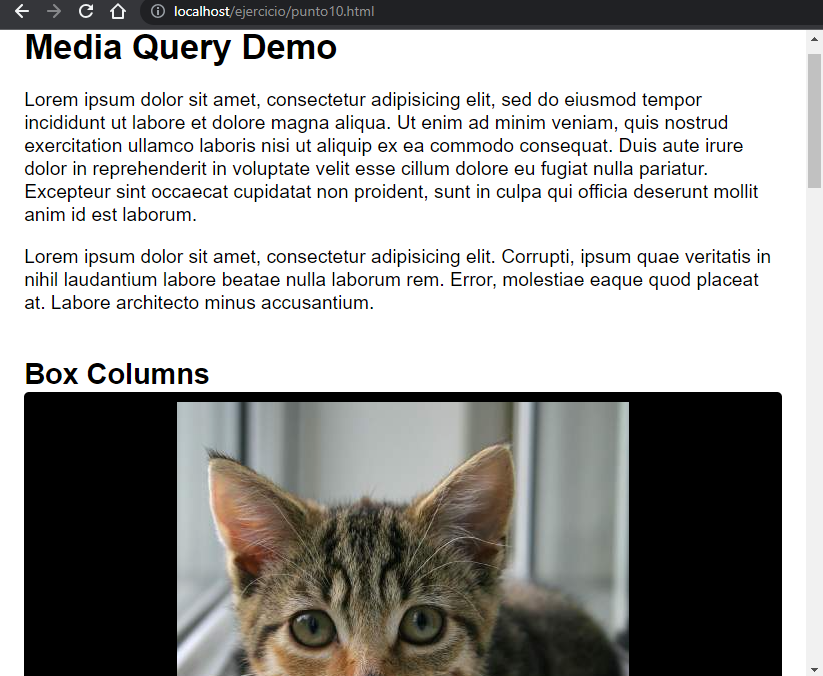 localhost/ejercicio/punto10.html
Media Query Demo
Lorem ipsum dolor sit amet, consectetur adipisicing elit, sed do eiusmod tempor
incididunt ut labore et dolore magna aliqua. Ut enim ad minim veniam, quis nostrud
exercitation ullamco laboris nisi ut aliquip ex ea commodo consequat. Duis aute irure
dolor in reprehenderit in voluptate velit esse cillum dolore eu fugiat nulla pariatur.
Excepteur sint occaecat cupidatat non proident, sunt in culpa qui officia deserunt mollit
anim id est laborum.
Lorem ipsum dolor sit amet, consectetur adipisicing elit. Corrupti, ipsum quae veritatis in
nihil laudantium labore beatae nulla laborum rem. Error, molestiae eaque quod placeat
at. Labore architecto minus accusantium.
Box Columns